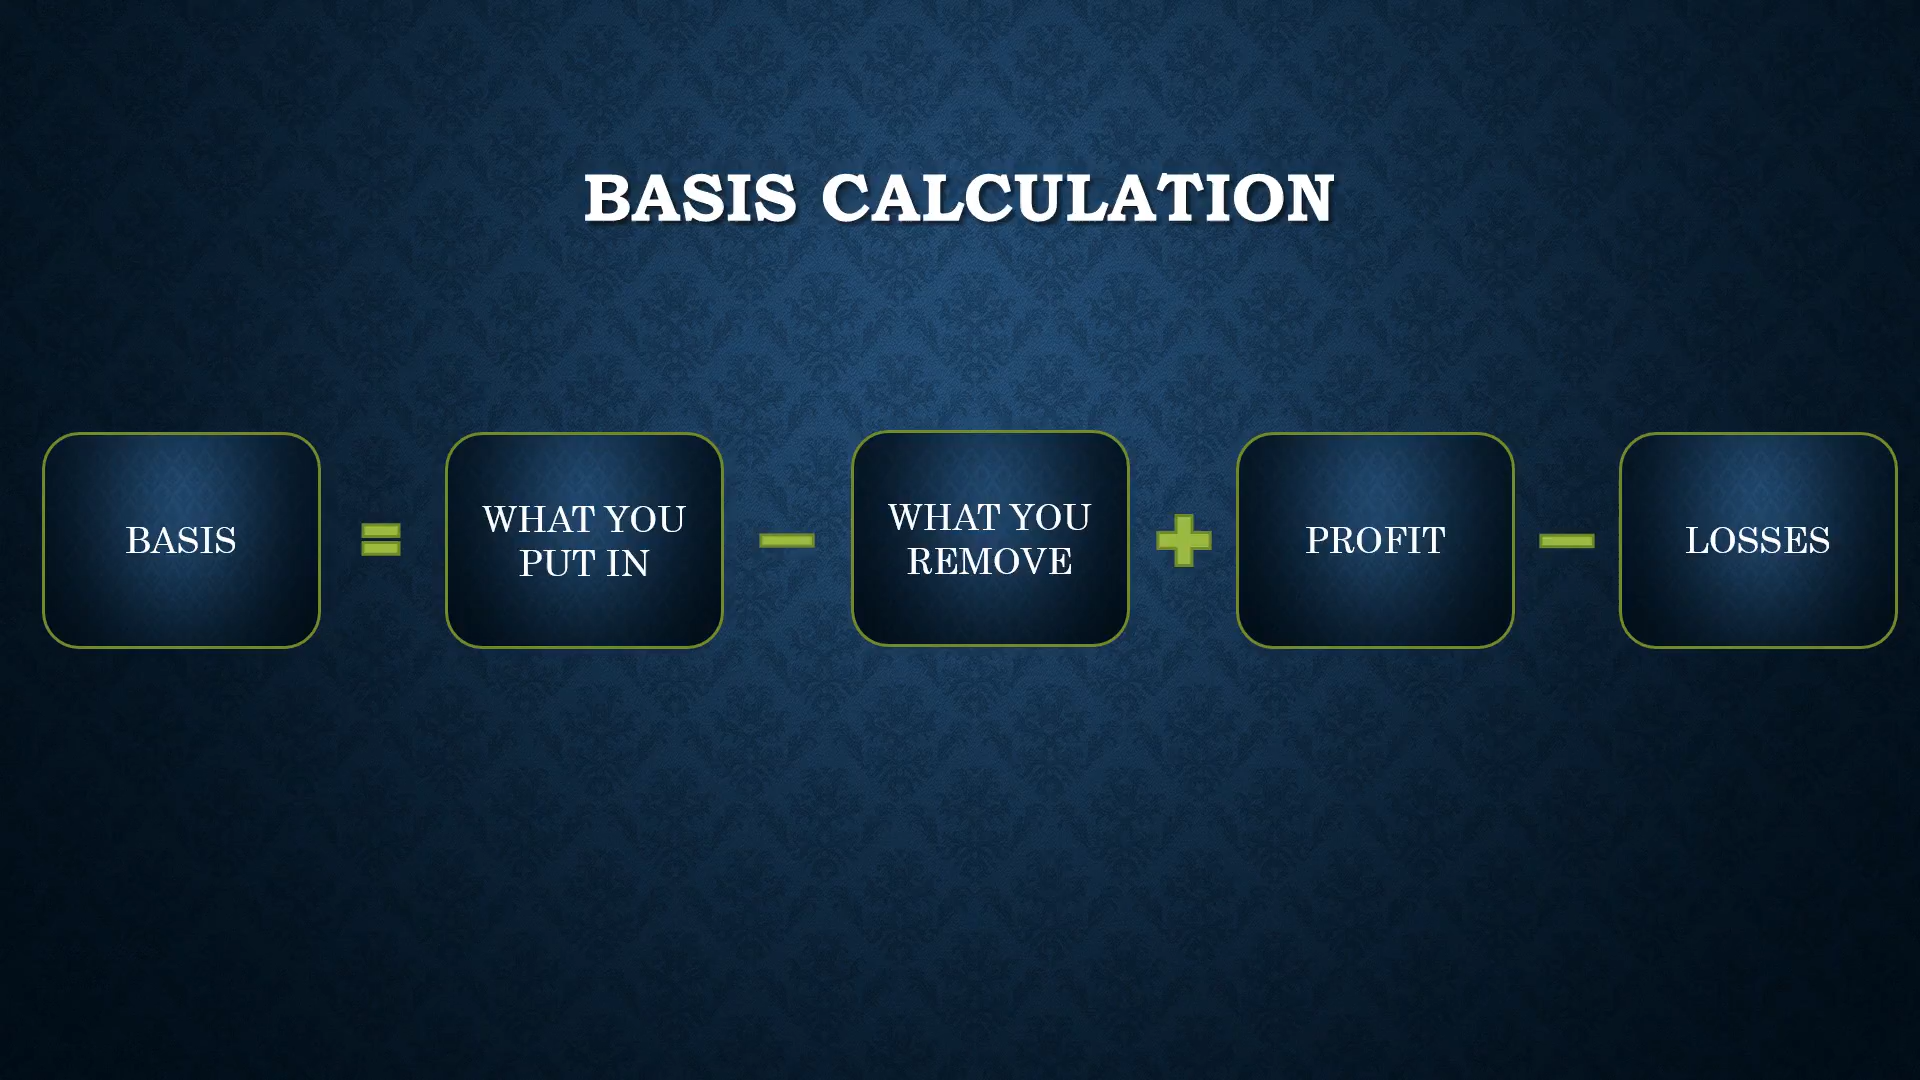 BASIS CALCULATION
BASIS
=
WHAT YOU
PUT IN
−
WHAT YOU
REMOVE
+
PROFIT
−
LOSSES